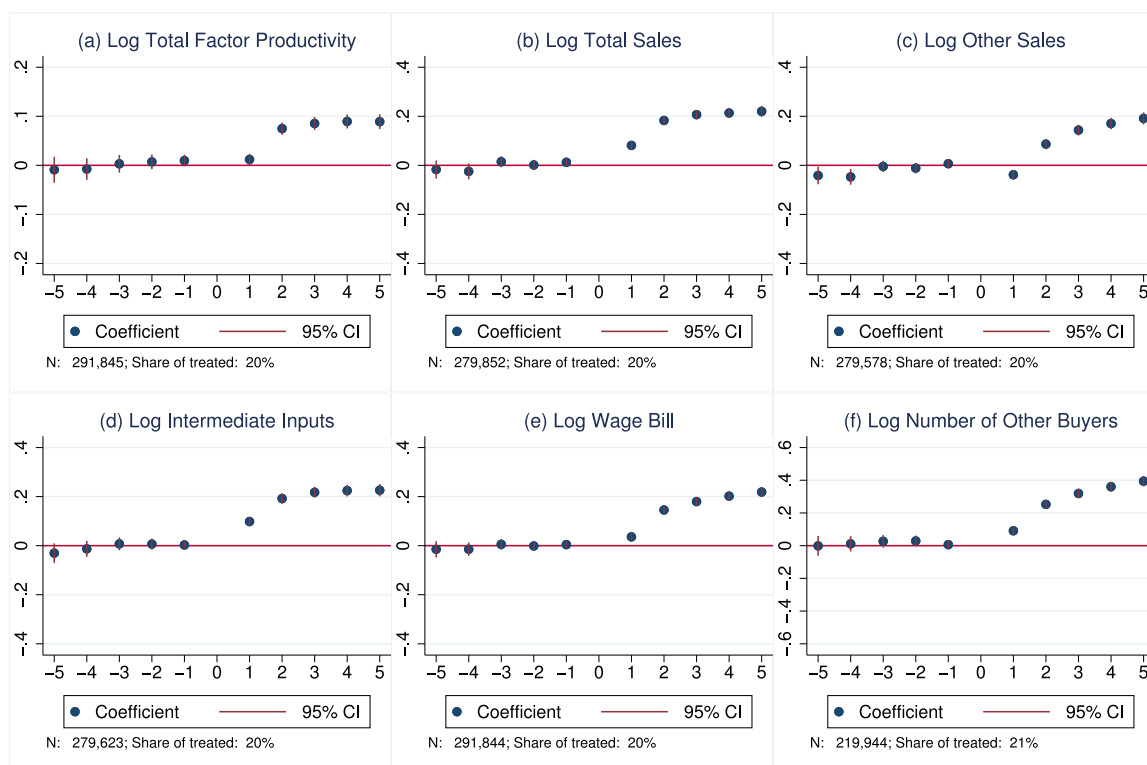 (a) Log Total Factor Productivity
.2
.1
0
-.1
-.2
-5 -4 -3 -2 -1 0 1 2 3 4 5
Coefficient 95% CI
N: 291,845; Share of treated: 20%
(b) Log Total Sales
.4
.2
0
-.2
-.4
-5 -4 -3 -2 -1 0 1 2 3 4 5
Coefficient 95% CI
N: 279,852; Share of treated: 20%
(c) Log Other Sales
.4
.2
0
-.2
-.4
-5 -4 -3 -2 -1 0 1 2 3 4 5
Coefficient 95% CI
N: 279,578; Share of treated: 20%
(d) Log Intermediate Inputs
.4
.2
0
-.2
-.4
-5 -4 -3 -2 -1 0 1 2 3 4 5
Coefficient 95% CI
N: 279,623; Share of treated: 20%
(e) Log Wage Bill
.4
.2
0
-.2
-.4
-5 -4 -3 -2 -1 0 1 2 3 4 5
Coefficient 95% CI
N: 291,844; Share of treated: 20%
(f) Log Number of Other Buyers
.6
.4
.2
0
-.2
-.4
-.6
-5 -4 -3 -2 -1 0 1 2 3 4 5
Coefficient 95% CI
N: 219,944; Share of treated: 21%